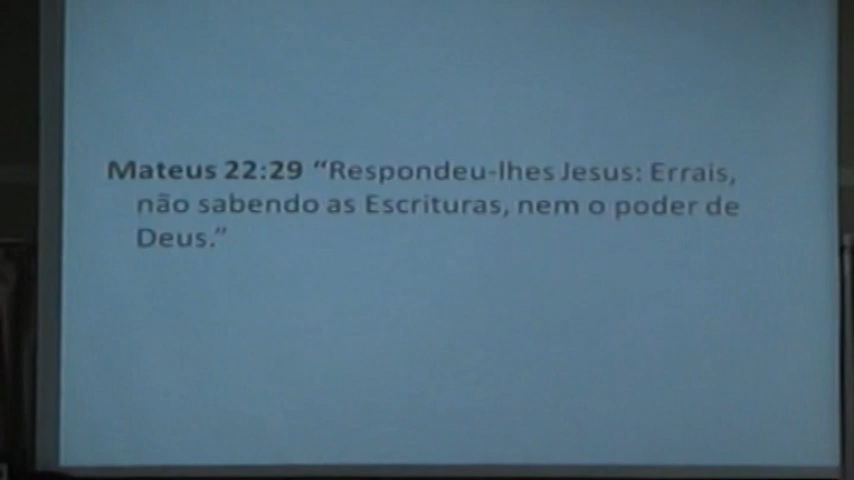 Mateus 22:29 “Respondeu-lhes Jesus: Errais,
não sabendo as Escrituras, nem o poder de
Deus.”